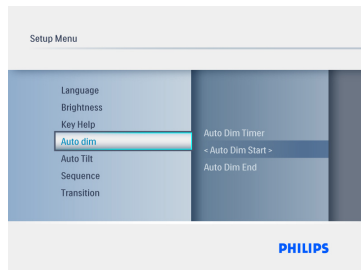 Setup Menu
Language
Brightness
Key Help
Auto dim
Auto Tilt
Sequence
Transition
Auto Dim Timer
< Auto Dim Start >
Auto Dim End
PHILIPS